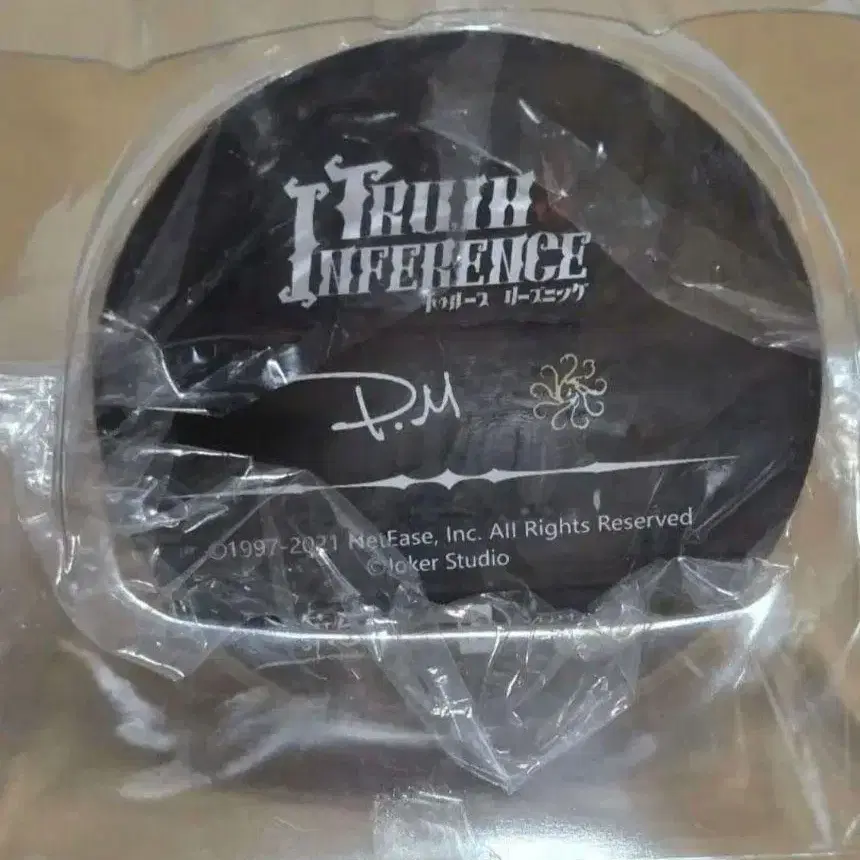 TRUTH
INFERENCE
トゥルース リーズニング
D.M
©1997-2021 NetEase, Inc. All Rights Reserved
©Joker Studio